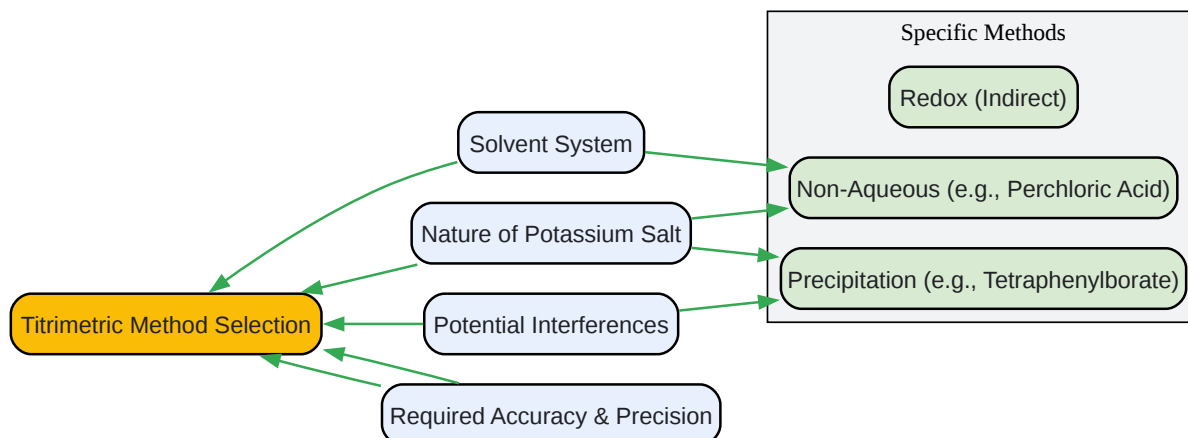 Specific Methods
Redox (Indirect)
Solvent System
Non-Aqueous (e.g., Perchloric Acid)
Nature of Potassium Salt
Precipitation (e.g., Tetraphenylborate)
Titrimetric Method Selection
Potential Interferences
Required Accuracy & Precision